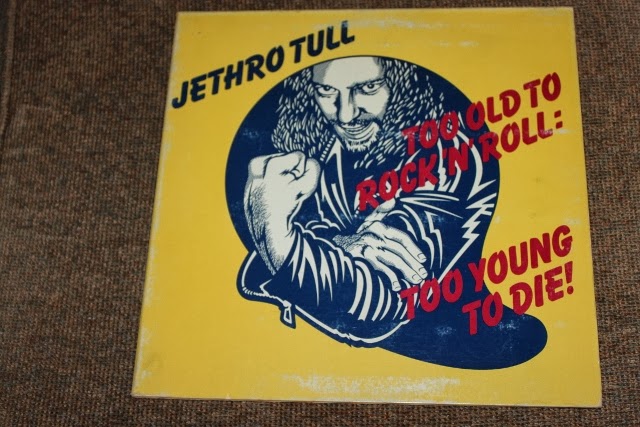 JETHRO TULL
TOO OLD TO
ROCK 'N' ROLL:
TOO YOUNG
TO DIE!